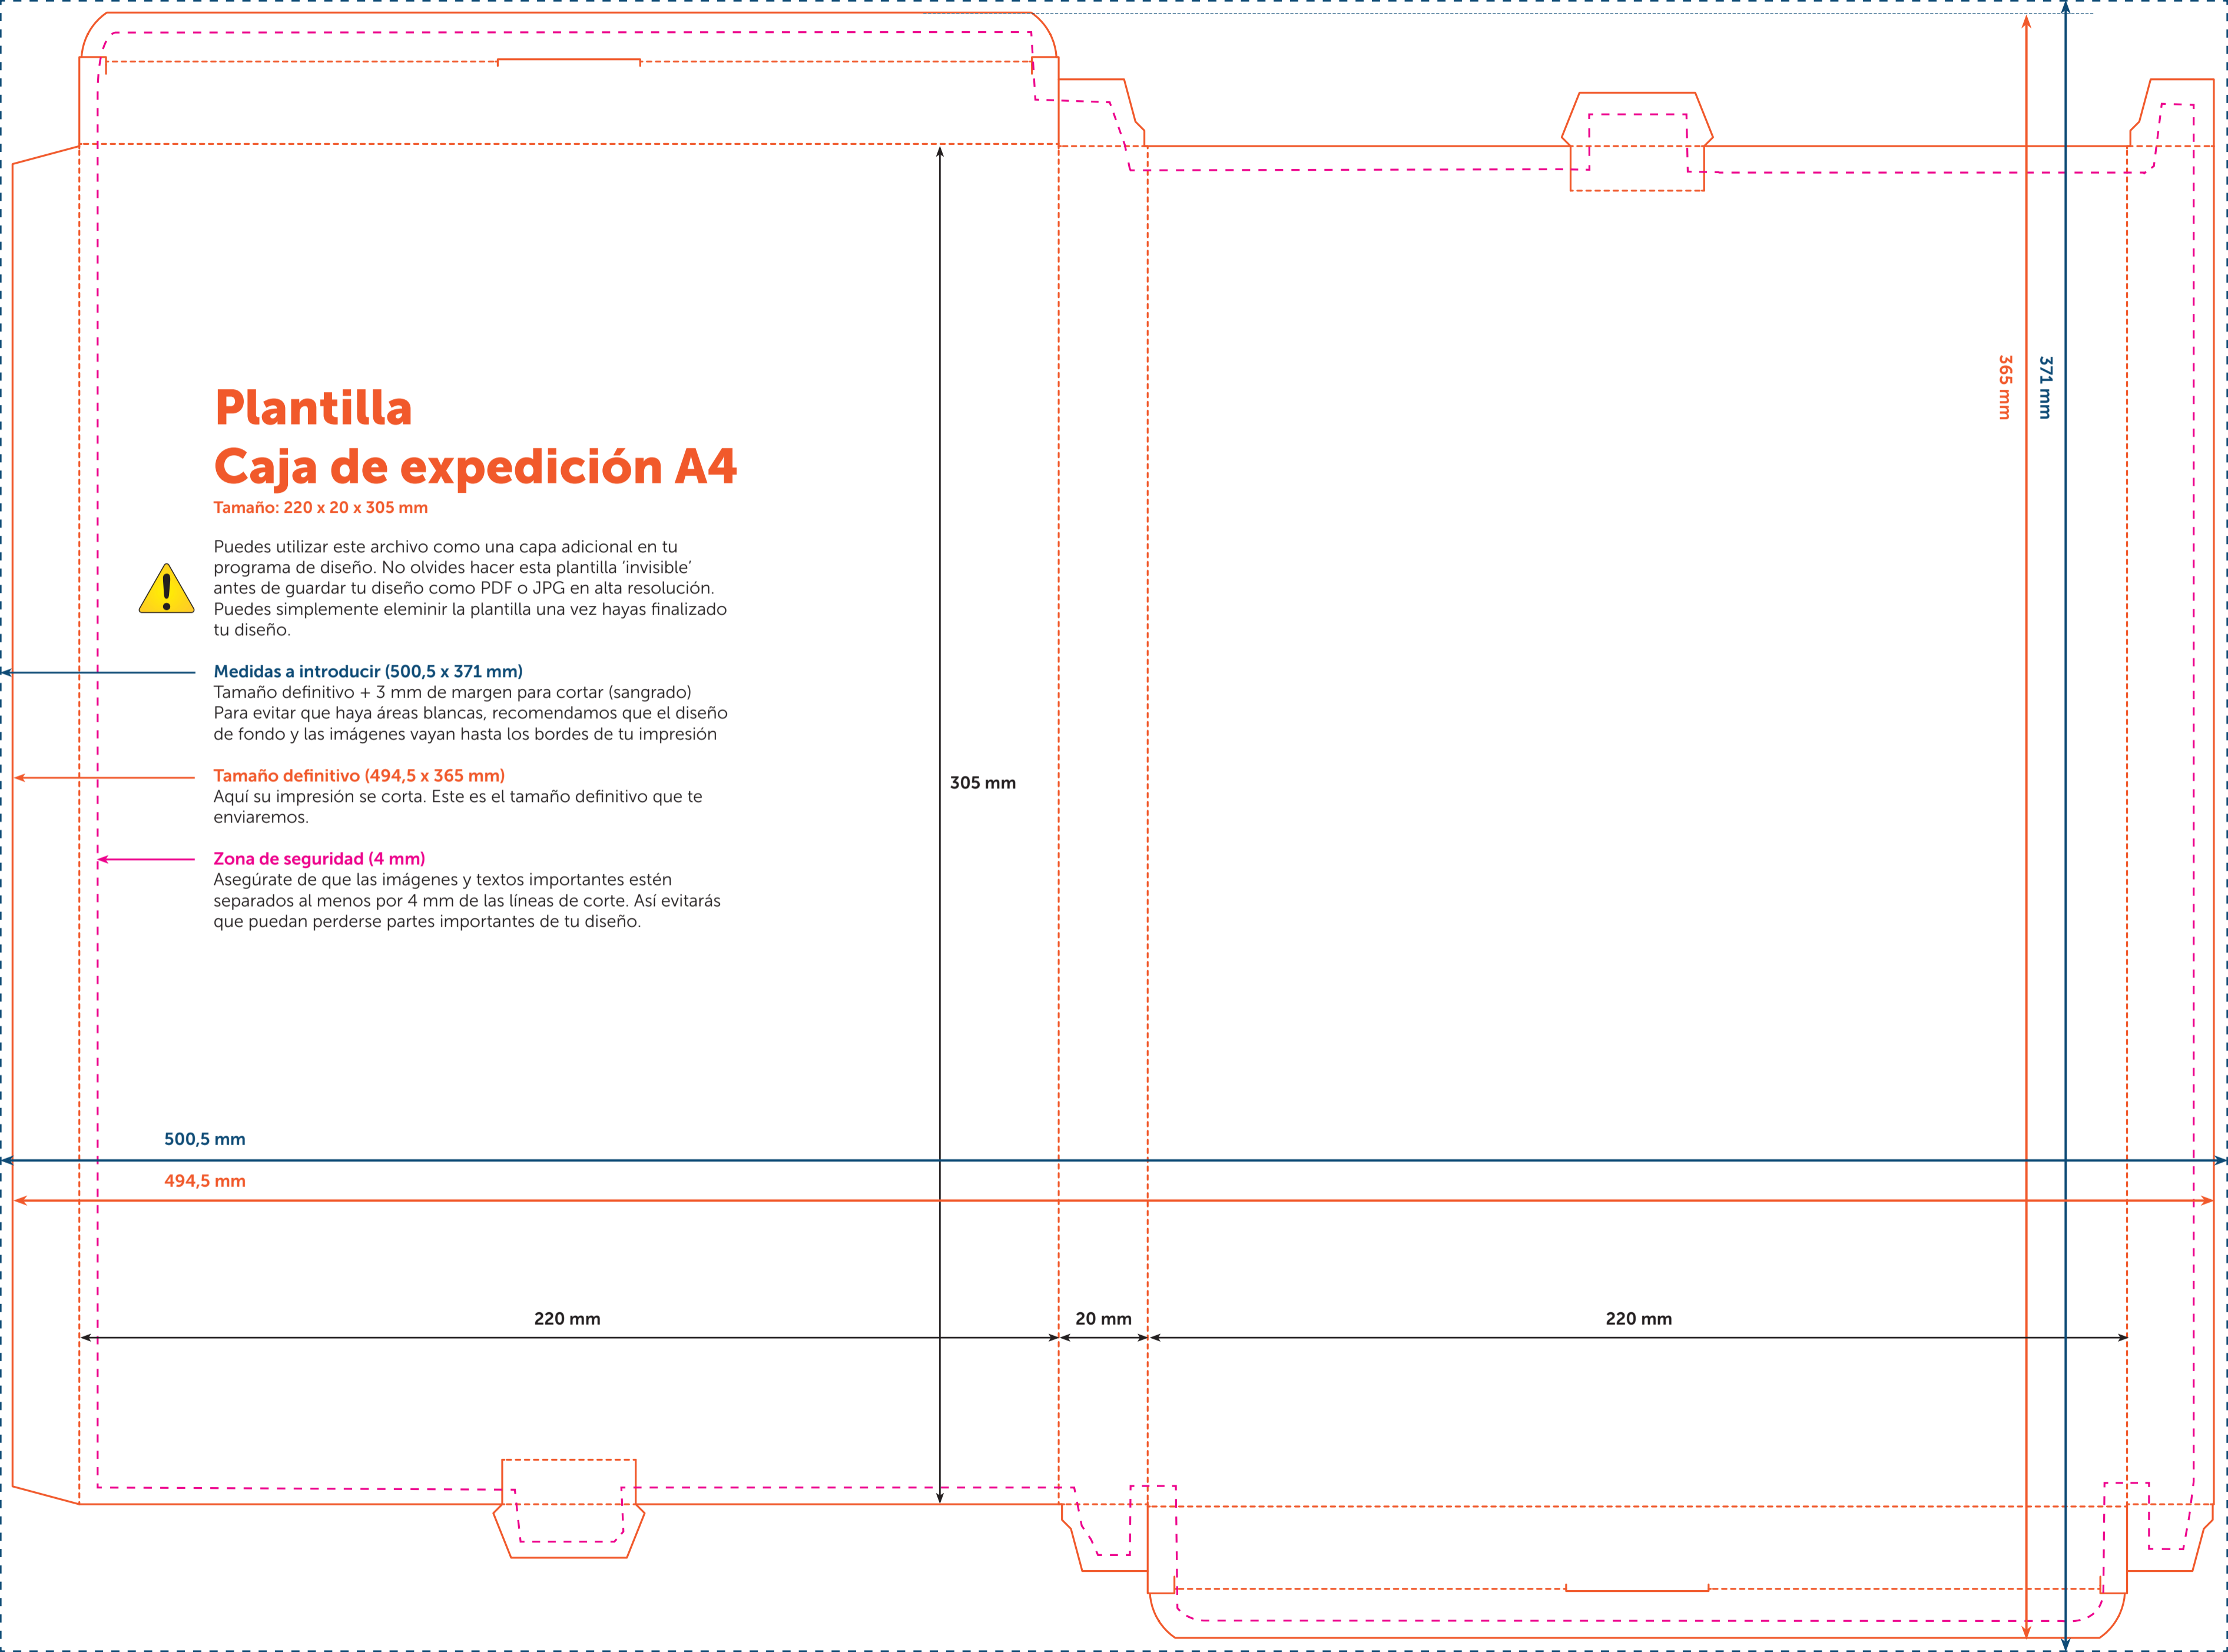 Plantilla
Caja de expedición A4
Tamaño: 220 x 20 x 305 mm
Puedes utilizar este archivo como una capa adicional en tu
programa de diseño. No olvides hacer esta plantilla ‘invisible’
antes de guardar tu diseño como PDF o JPG en alta resolución.
Puedes simplemente eleminir la plantilla una vez hayas finalizado
tu diseño.
Medidas a introducir (500,5 x 371 mm)
Tamaño definitivo + 3 mm de margen para cortar (sangrado)
Para evitar que haya áreas blancas, recomendamos que el diseño
de fondo y las imágenes vayan hasta los bordes de tu impresión
Tamaño definitivo (494,5 x 365 mm)
Aquí su impresión se corta. Este es el tamaño definitivo que te
enviaremos.
Zona de seguridad (4 mm)
Asegúrate de que las imágenes y textos importantes estén
separados al menos por 4 mm de las líneas de corte. Así evitarás
que puedan perderse partes importantes de tu diseño.
305 mm
365 mm
371 mm
500,5 mm
494,5 mm
220 mm
20 mm
220 mm